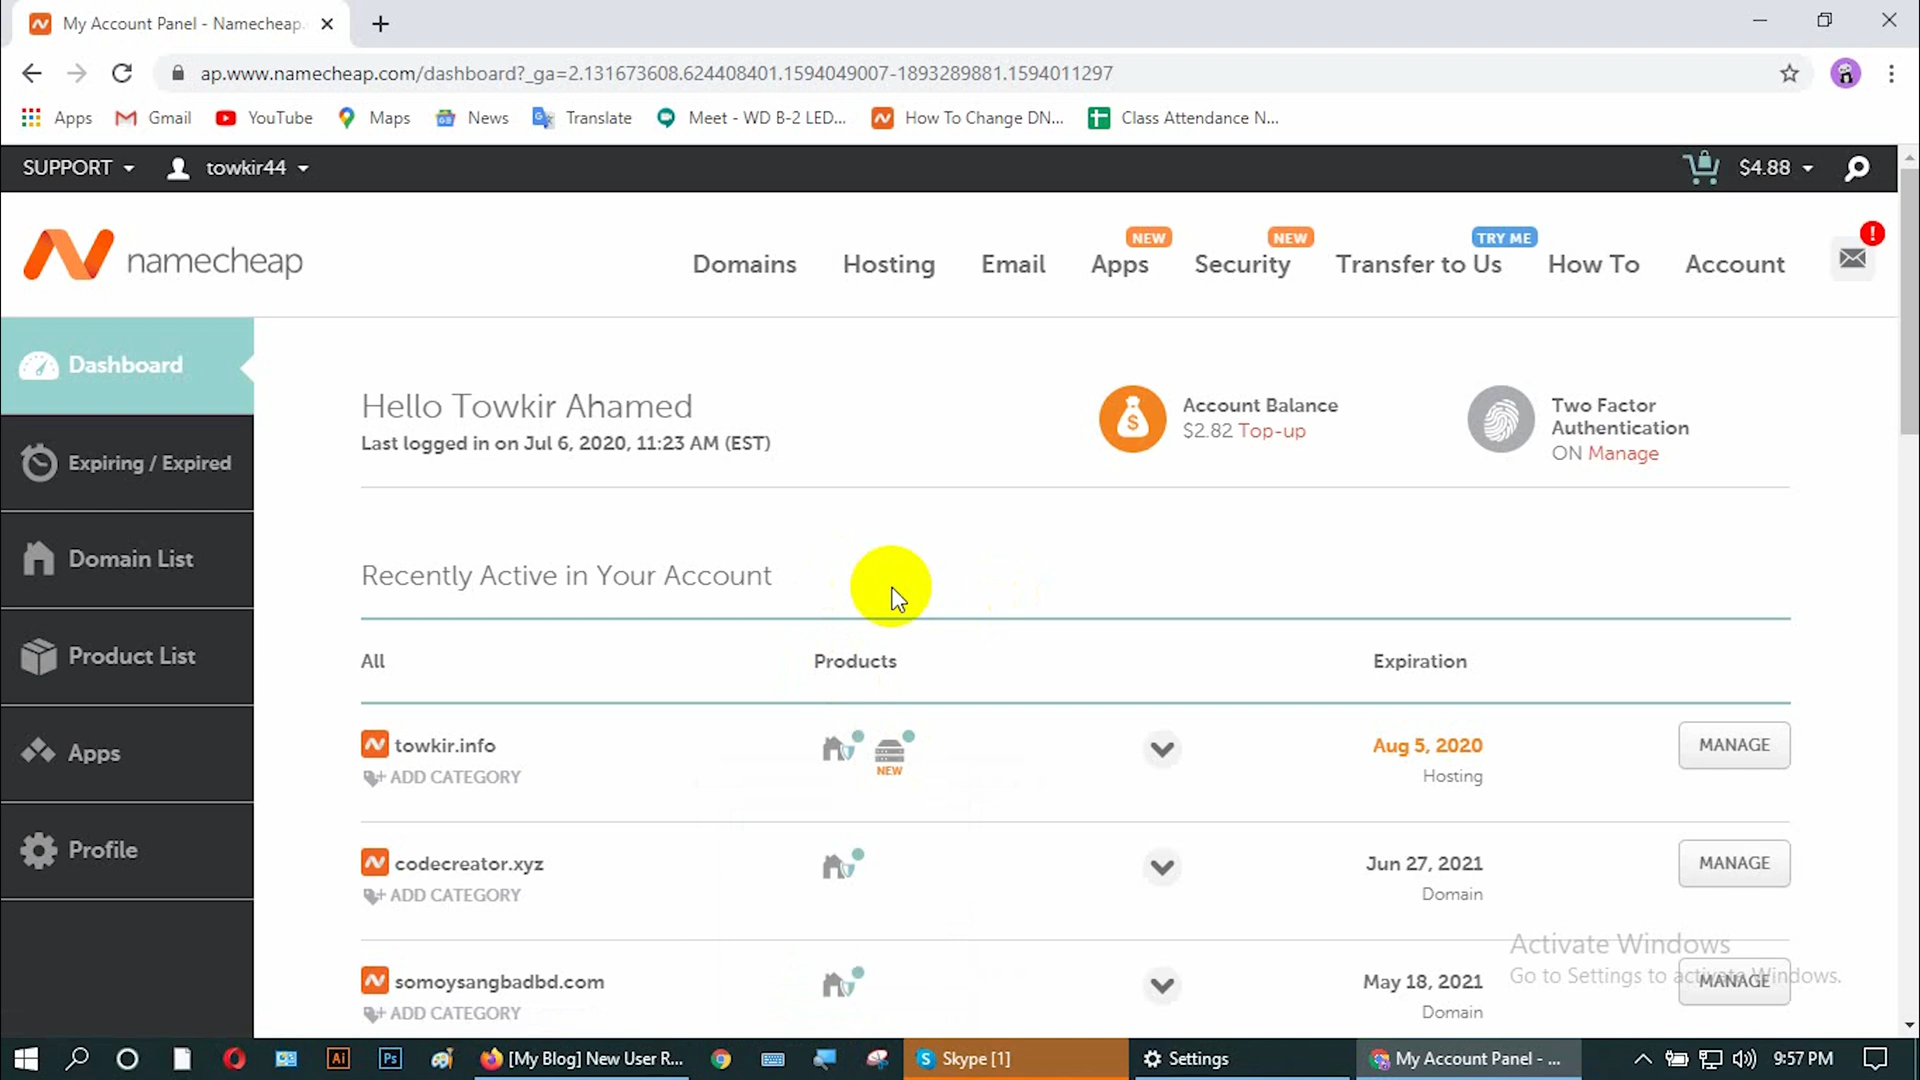 My Account Panel - Namecheap.
ap.www.namecheap.com/dashboard?_ga=2.131673608.624408401.1594049007-1893289881.1594011297
Apps Gmail YouTube Maps News Translate Meet - WD B-2 LED... How To Change DN... Class Attendance N...
SUPPORT towkir44 $4.88
NEW NEW TRY ME !
namecheap Domains Hosting Email Apps Security Transfer to Us How To Account
Dashboard
Expiring / Expired
Domain List
Product List
Apps
Profile
Hello Towkir Ahamed
Last logged in on Jul 6, 2020, 11:23 AM (EST)
Account Balance
$2.82 Top-up
Two Factor
Authentication
ON Manage
Recently Active in Your Account
All Products Expiration
towkir.info Aug 5, 2020 MANAGE
ADD CATEGORY NEW Hosting
codecreator.xyz Jun 27, 2021 MANAGE
ADD CATEGORY Domain
somoysangbadbd.com May 18, 2021 MANAGE
ADD CATEGORY Domain
Activate Windows
Go to Settings to activate Windows.
Ai Ps [My Blog] New User R... Skype [1] Settings My Account Panel - ... 9:57 PM